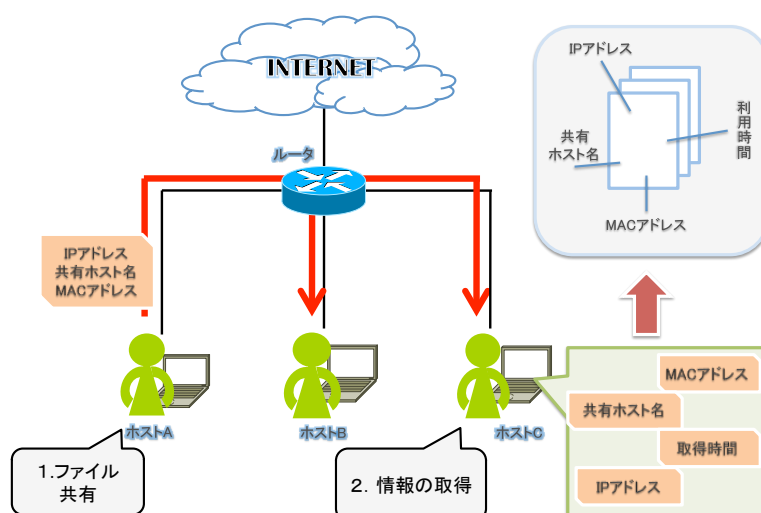 INTERNET
ルータ
IPアドレス
共有ホスト名
MACアドレス
ホストA
ホストB
ホストC
1.ファイル
共有
2. 情報の取得
IPアドレス
共有
ホスト名
利用時間
MACアドレス
MACアドレス
共有ホスト名
取得時間
IPアドレス